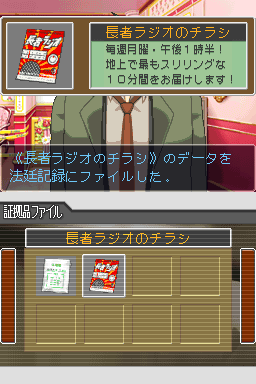 長者ラジオのチラシ
毎週月曜・午後1時半！
地上で最もスリリングな
10分間をお届けします！
《長者ラジオのチラシ》のデータを
法廷記録にファイルした。
証拠品ファイル
長者ラジオのチラシ